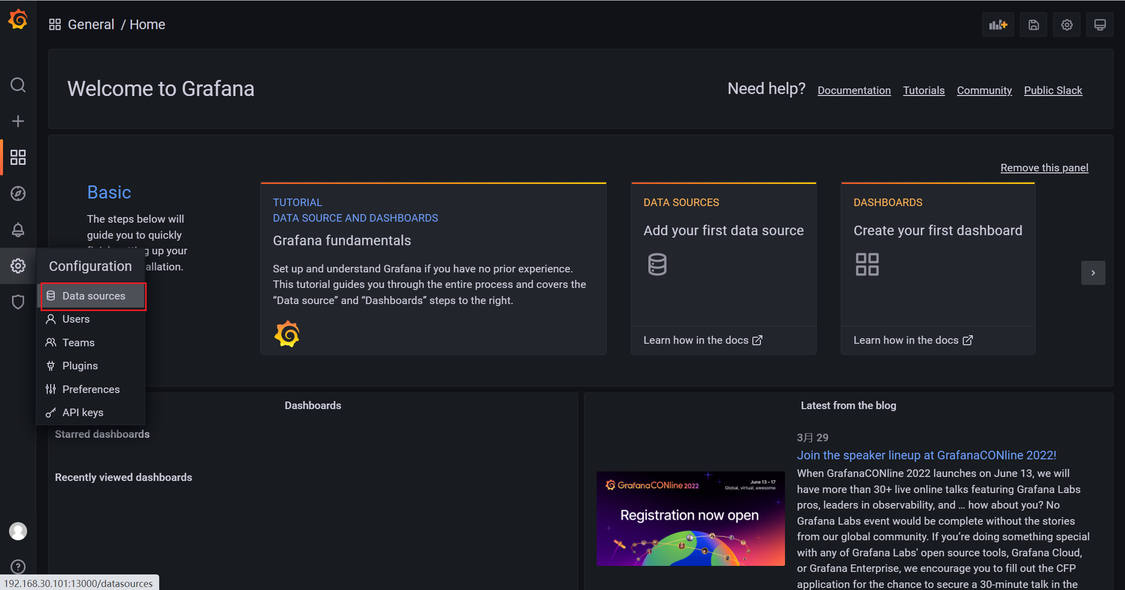 General / Home
Welcome to Grafana
Need help?
Documentation
Tutorials
Community
Public Slack
Remove this panel
Basic
The steps below will
guide you to quickly
up your
allation.
TUTORIAL
DATA SOURCE AND DASHBOARDS
Grafana fundamentals
Set up and understand Grafana if you have no prior experience.
This tutorial guides you through the entire process and covers the
“Data source” and “Dashboards” steps to the right.
DATA SOURCES
Add your first data source
Learn how in the docs
DASHBOARDS
Create your first dashboard
Learn how in the docs
Configuration
Data sources
Users
Teams
Plugins
Preferences
API keys
Dashboards
Starred dashboards
Recently viewed dashboards
Latest from the blog
3月 29
Join the speaker lineup at GrafanaCONline 2022!
When GrafanaCONline 2022 launches on June 13, we will
have more than 30+ live online talks featuring Grafana Labs
pros, leaders in observability, and … how about you? No
Grafana Labs event would be complete without the stories
from our global community. If you’re doing something special
with any of Grafana Labs’ open source tools, Grafana Cloud,
or Grafana Enterprise, we encourage you to fill out the CFP
application for the chance to secure a 30-minute talk in the
GrafanaCONline 2022
June 13 - 17
Global, virtual, awesome
Registration now open
192.168.30.101:13000/datasources